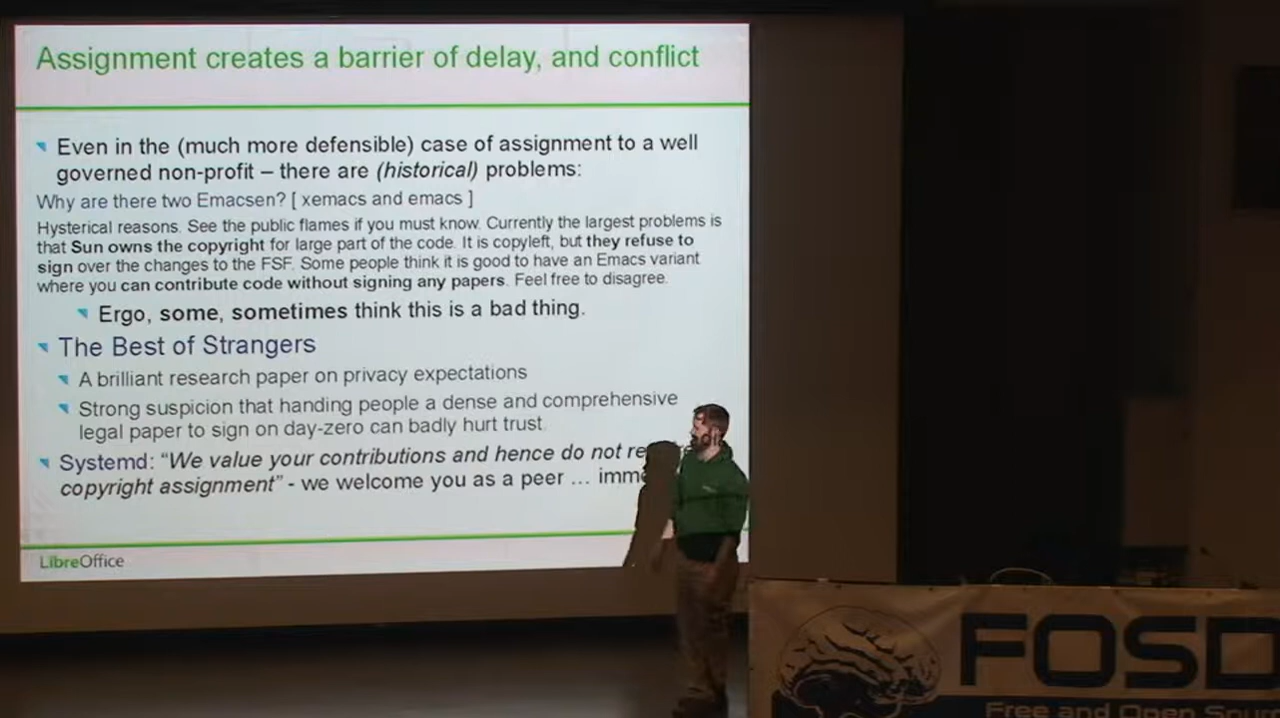 Assignment creates a barrier of delay, and conflict
Even in the (much more defensible) case of assignment to a well
governed non-profit – there are (historical) problems:
Why are there two Emacsen? [ xemacs and emacs ]
Hysterical reasons. See the public flames if you must know. Currently the largest problems is
that Sun owns the copyright for large part of the code. It is copyleft, but they refuse to
sign over the changes to the FSF. Some people think it is good to have an Emacs variant
where you can contribute code without signing any papers. Feel free to disagree.
Ergo, some, sometimes think this is a bad thing.
The Best of Strangers
A brilliant research paper on privacy expectations
Strong suspicion that handing people a dense and comprehensive
legal paper to sign on day-zero can badly hurt trust.
Systemd: “We value your contributions and hence do not
copyright assignment” - we welcome you as a peer …
LibreOffice
FOSD
Free and Open